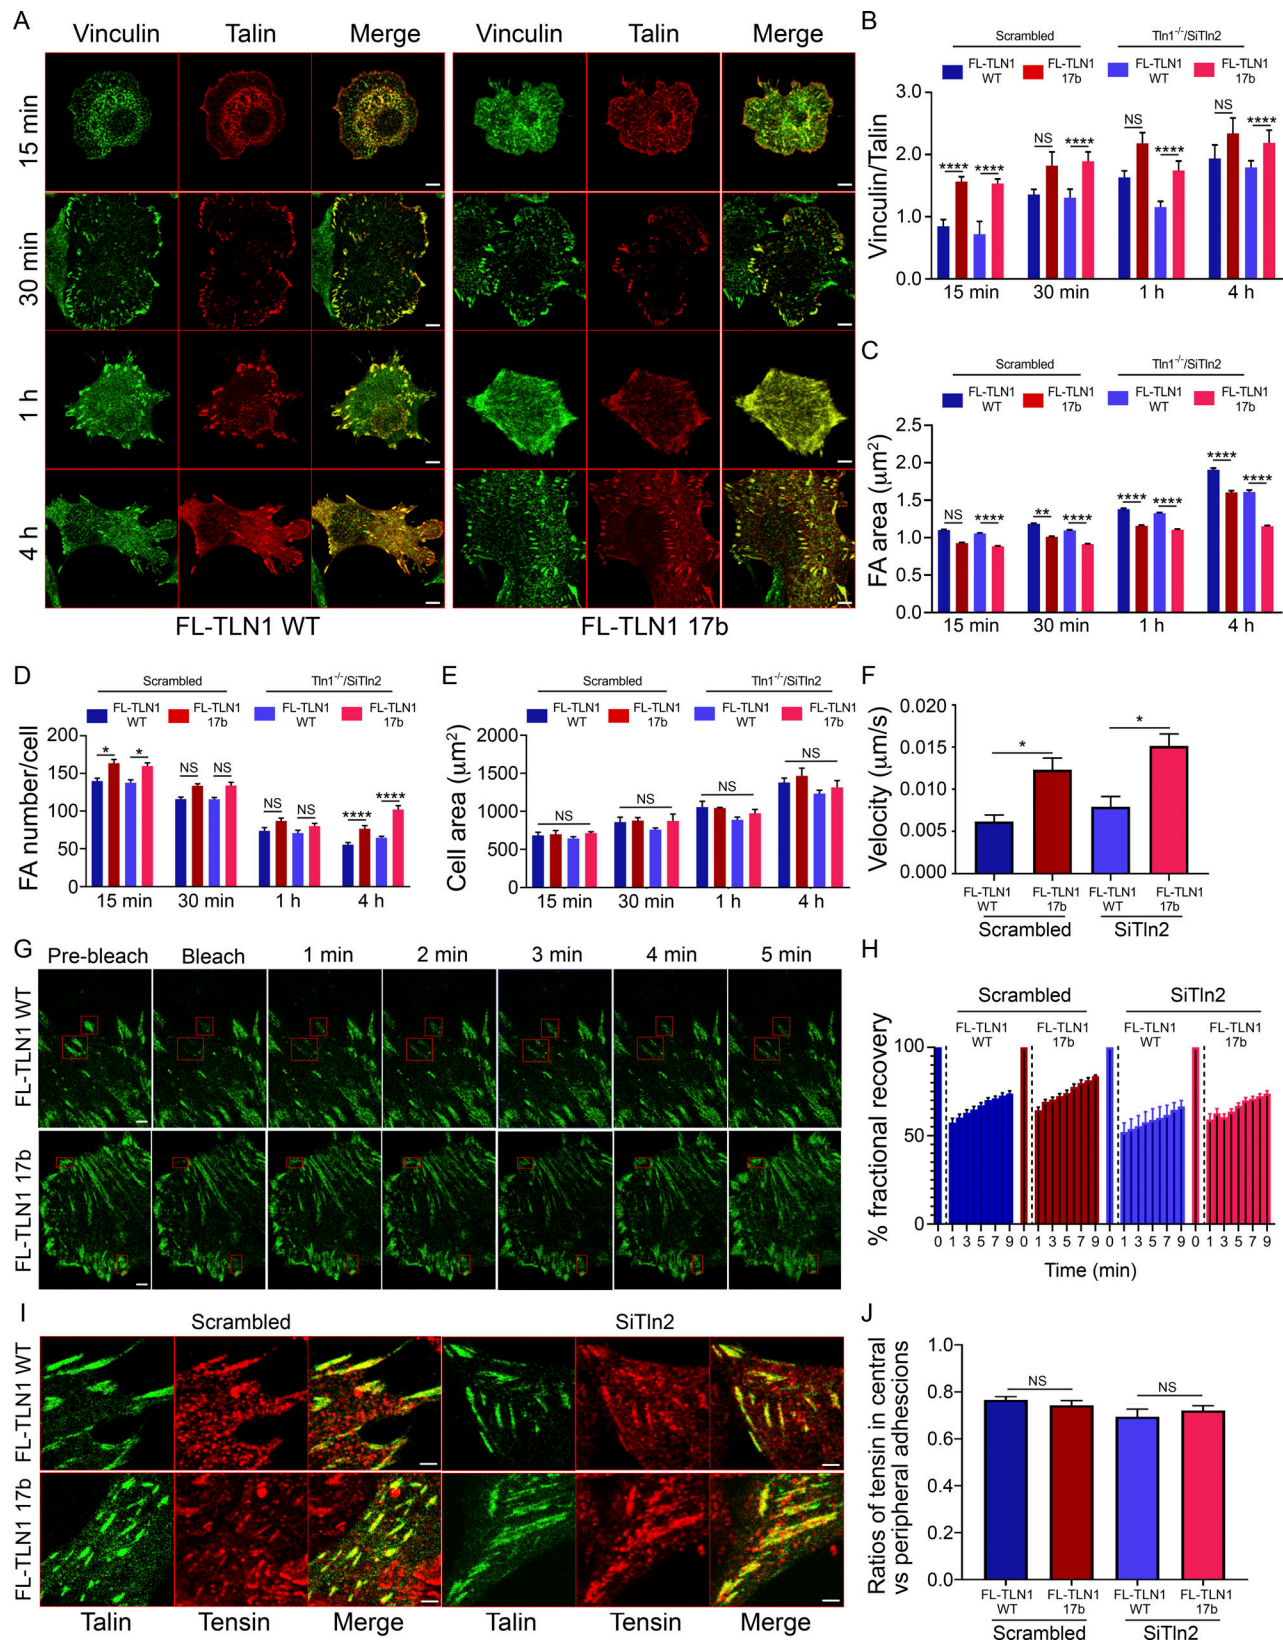 A
Vinculin Talin Merge Vinculin Talin Merge
15 min
30 min
1 h
4 h
FL-TLN1 WT FL-TLN1 17b
B
Scrambled Tln1-/-/SiTln2
FL-TLN1 WT FL-TLN1 17b FL-TLN1 WT FL-TLN1 17b
Vinculin/Talin
3.0
2.0
1.0
0.0
**** **** NS **** NS **** NS ****
15 min 30 min 1 h 4 h
C
Scrambled Tln1-/-/SiTln2
FL-TLN1 WT FL-TLN1 17b FL-TLN1 WT FL-TLN1 17b
FA area (µm²)
2.5
2.0
1.5
1.0
0.5
0.0
NS **** ** **** **** **** **** ****
15 min 30 min 1 h 4 h
D
Scrambled Tln1-/-/SiTln2
FL-TLN1 WT FL-TLN1 17b FL-TLN1 WT FL-TLN1 17b
FA number/cell
200
150
100
50
0
* * NS NS NS NS **** ****
15 min 30 min 1 h 4 h
E
Scrambled Tln1-/-/SiTln2
FL-TLN1 WT FL-TLN1 17b FL-TLN1 WT FL-TLN1 17b
Cell area (µm²)
2000
1500
1000
500
0
NS NS NS NS
15 min 30 min 1 h 4 h
F
Velocity (µm/s)
0.020
0.015
0.010
0.005
0.000
* *
FL-TLN1 WT FL-TLN1 17b FL-TLN1 WT FL-TLN1 17b
Scrambled SiTln2
G
Pre-bleach Bleach 1 min 2 min 3 min 4 min 5 min
FL-TLN1 WT
FL-TLN1 17b
H
Scrambled SiTln2
FL-TLN1 WT FL-TLN1 17b FL-TLN1 WT FL-TLN1 17b
% fractional recovery
100
50
0
0 1 3 5 7 9 0 1 3 5 7 9 0 1 3 5 7 9 0 1 3 5 7 9
Time (min)
I
Scrambled SiTln2
FL-TLN1 WT
FL-TLN1 17b
Talin Tensin Merge Talin Tensin Merge
J
Ratios of tensin in central
vs peripheral adhescions
1.0
0.8
0.6
0.4
0.2
0.0
NS NS
FL-TLN1 WT FL-TLN1 17b FL-TLN1 WT FL-TLN1 17b
Scrambled SiTln2